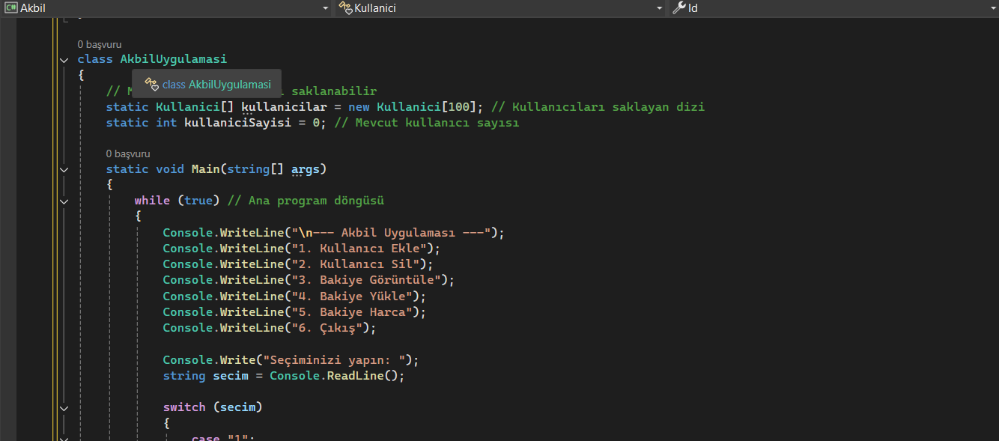 C# Akbil Kullanici Id
0 başvuru
class AkbilUygulamasi
{
class AkbilUygulamasi
// saklanabilir
static Kullanici[] kullanicilar = new Kullanici[100]; // Kullanıcıları saklayan dizi
static int kullaniciSayisi = 0; // Mevcut kullanıcı sayısı
0 başvuru
static void Main(string[] args)
{
while (true) // Ana program döngüsü
{
Console.WriteLine("\n--- Akbil Uygulaması ---");
Console.WriteLine("1. Kullanıcı Ekle");
Console.WriteLine("2. Kullanıcı Sil");
Console.WriteLine("3. Bakiye Görüntüle");
Console.WriteLine("4. Bakiye Yükle");
Console.WriteLine("5. Bakiye Harca");
Console.WriteLine("6. Çıkış");
Console.Write("Seçiminizi yapın: ");
string secim = Console.ReadLine();
switch (secim)
{
case "1":